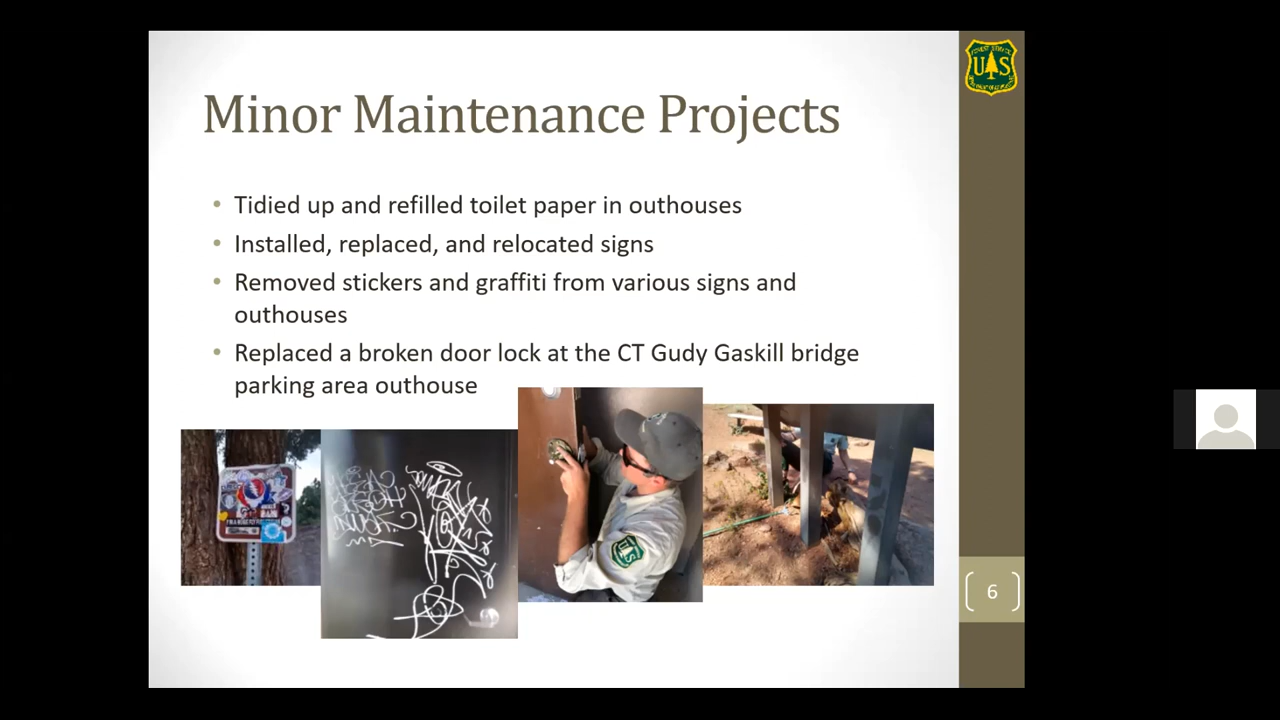 Minor Maintenance Projects
US
• Tidied up and refilled toilet paper in outhouses
• Installed, replaced, and relocated signs
• Removed stickers and graffiti from various signs and
outhouses
• Replaced a broken door lock at the CT Gudy Gaskill bridge
parking area outhouse
6